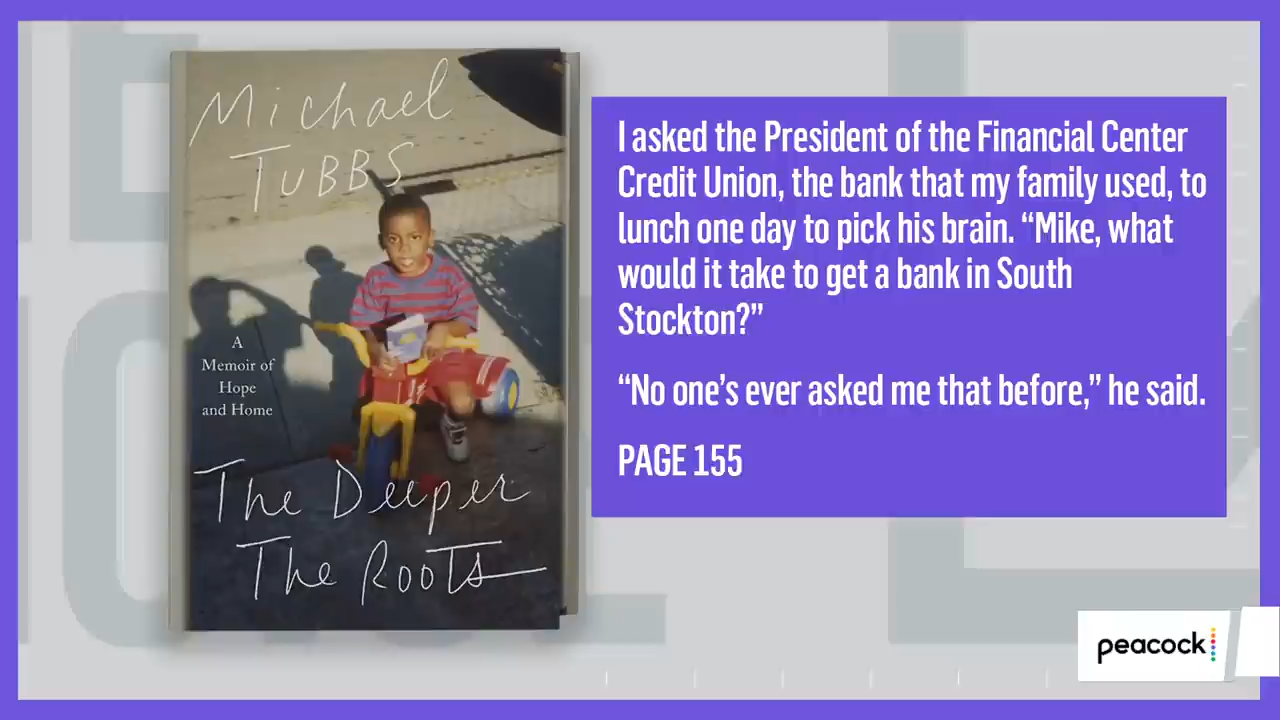 Michael
TUBBS
A
Memoir of
Hope
and Home
The Deeper
The Roots
I asked the President of the Financial Center
Credit Union, the bank that my family used, to
lunch one day to pick his brain. “Mike, what
would it take to get a bank in South
Stockton?”
“No one’s ever asked me that before,” he said.
PAGE 155
peacock